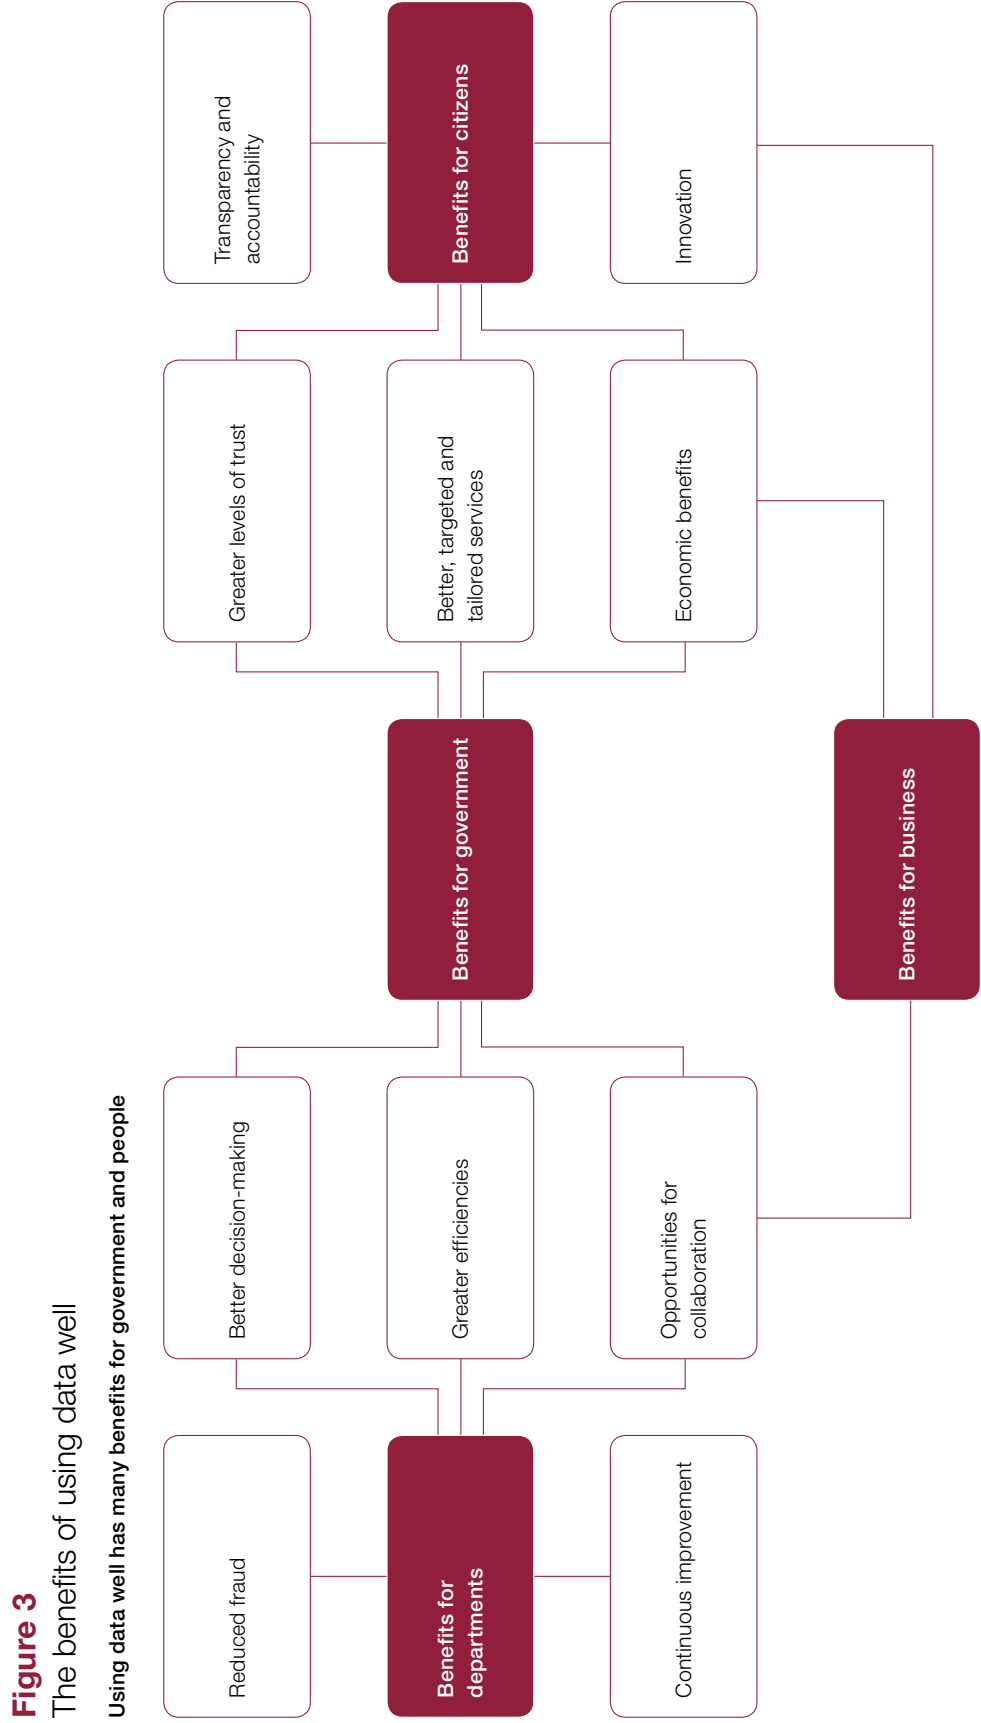 Figure 3
The benefits of using data well
Using data well has many benefits for government and people
Reduced fraud
Better decision-making
Greater levels of trust
Transparency and
accountability
Benefits for
departments
Greater efficiencies
Benefits for government
Better, targeted and
tailored services
Benefits for citizens
Continuous improvement
Opportunities for
collaboration
Economic benefits
Innovation
Benefits for business